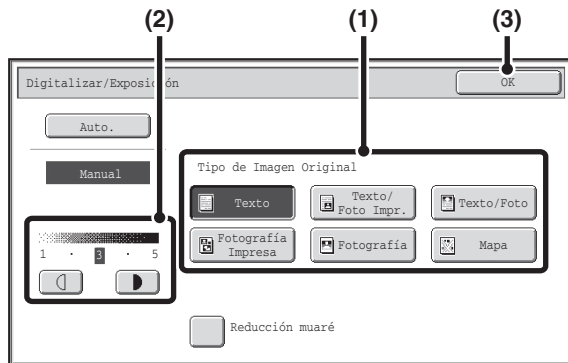 (2) (1) (3)
Digitalizar/Exposición OK
Auto.
Manual
Tipo de Imagen Original
Texto
Texto/
Foto Impr.
Texto/Foto
Fotografía
Impresa
Fotografía
Mapa
1 · 3 · 5
Reducción muaré